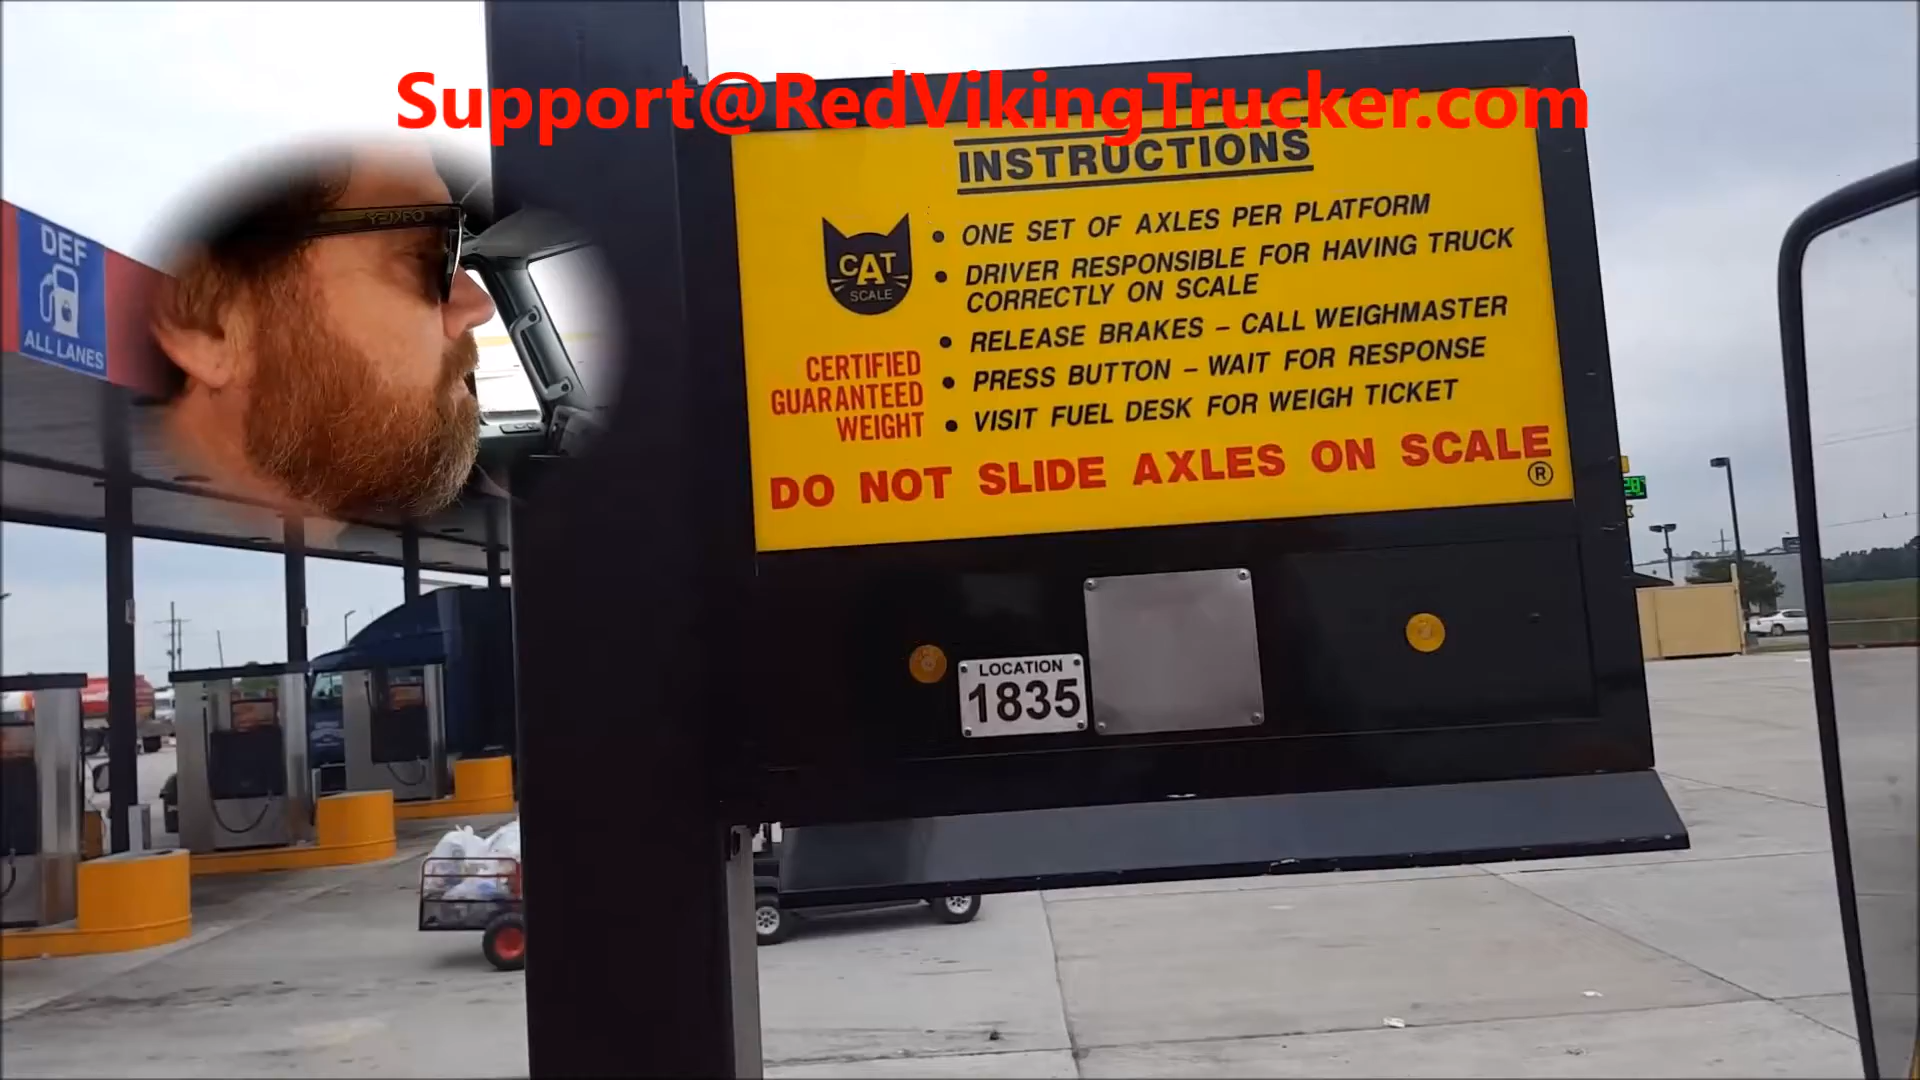 Support@RedVikingTrucker.com
INSTRUCTIONS
DEF
ALL LANES
CAT
SCALE
CERTIFIED
GUARANTEED
WEIGHT
• ONE SET OF AXLES PER PLATFORM
• DRIVER RESPONSIBLE FOR HAVING TRUCK
CORRECTLY ON SCALE
• RELEASE BRAKES – CALL WEIGHMASTER
• PRESS BUTTON – WAIT FOR RESPONSE
• VISIT FUEL DESK FOR WEIGH TICKET
DO NOT SLIDE AXLES ON SCALE
®
LOCATION
1835